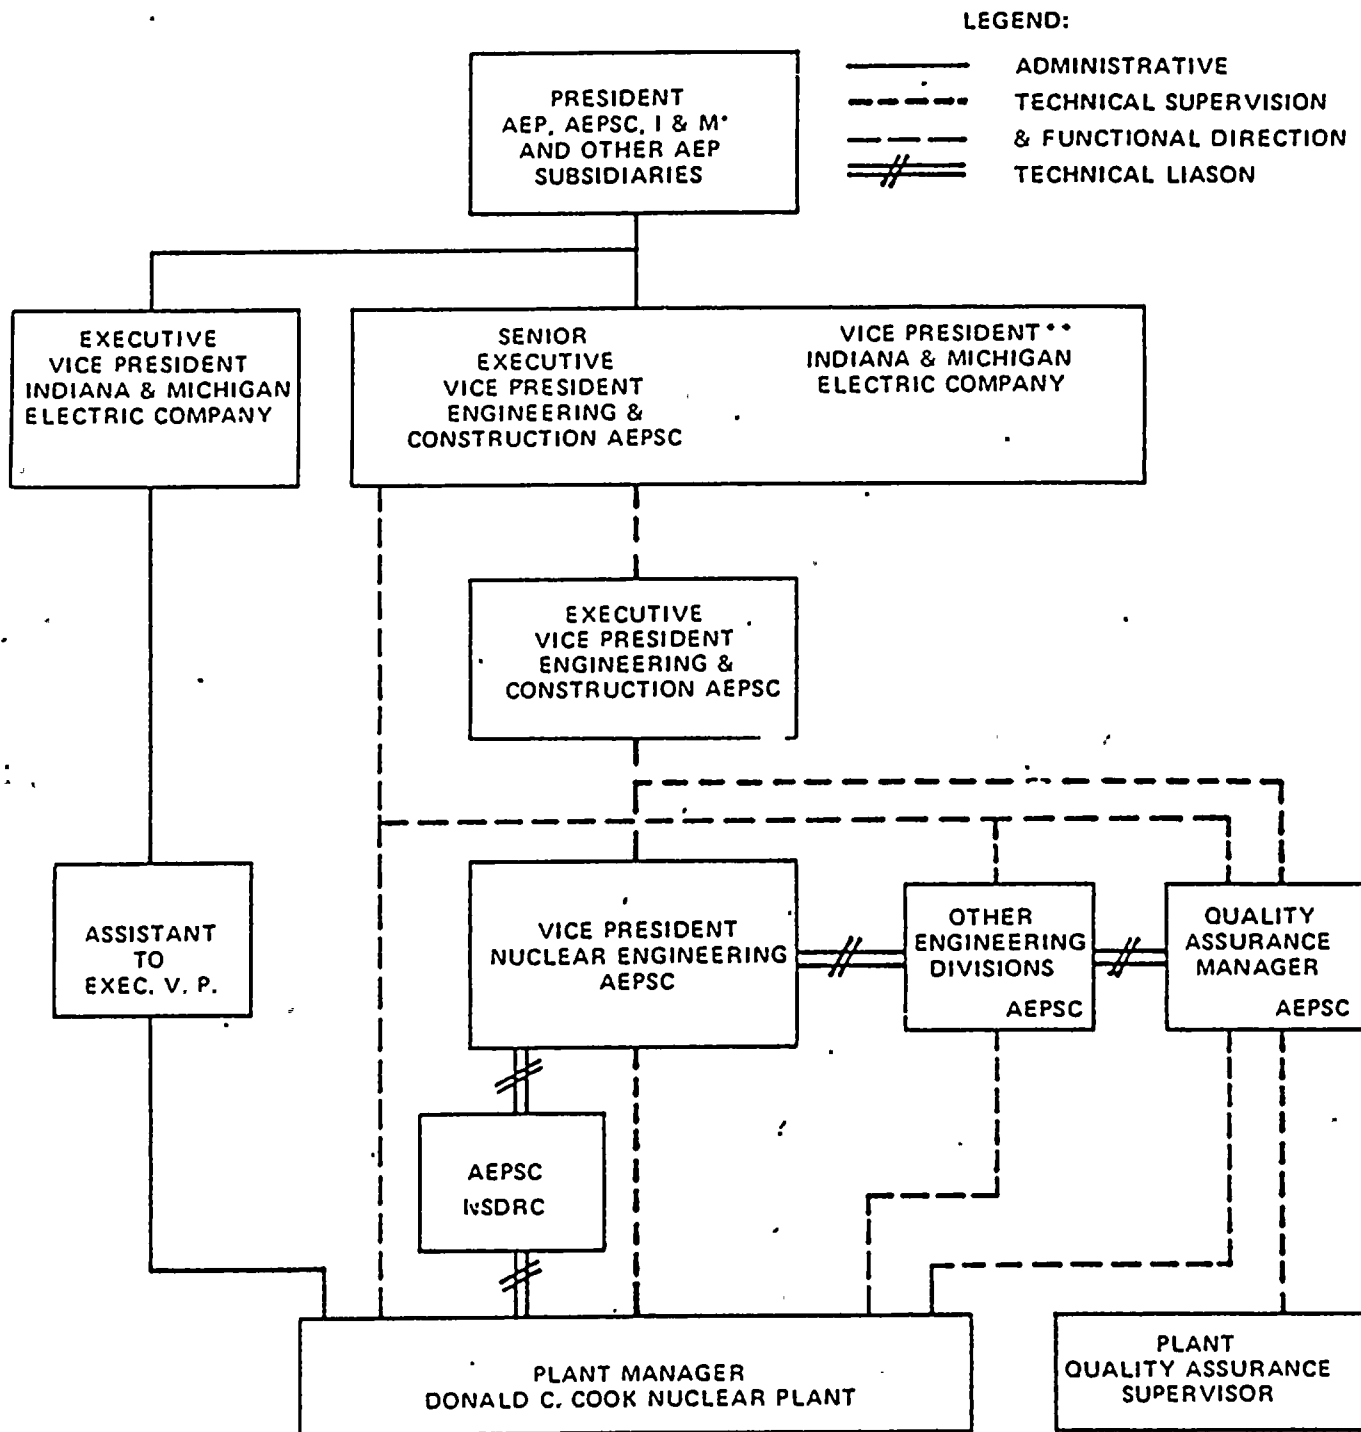 LEGEND:
ADMINISTRATIVE
TECHNICAL SUPERVISION
& FUNCTIONAL DIRECTION
TECHNICAL LIASON
PRESIDENT
AEP, AEPSC, I & M*
AND OTHER AEP
SUBSIDIARIES
EXECUTIVE
VICE PRESIDENT
INDIANA & MICHIGAN
ELECTRIC COMPANY
SENIOR
EXECUTIVE
VICE PRESIDENT
ENGINEERING &
CONSTRUCTION AEPSC
VICE PRESIDENT**
INDIANA & MICHIGAN
ELECTRIC COMPANY
EXECUTIVE
VICE PRESIDENT
ENGINEERING &
CONSTRUCTION AEPSC
ASSISTANT
TO
EXEC. V. P.
VICE PRESIDENT
NUCLEAR ENGINEERING
AEPSC
OTHER
ENGINEERING
DIVISIONS
AEPSC
QUALITY
ASSURANCE
MANAGER
AEPSC
AEPSC
NSDRC
PLANT MANAGER
DONALD C. COOK NUCLEAR PLANT
PLANT
QUALITY ASSURANCE
SUPERVISOR